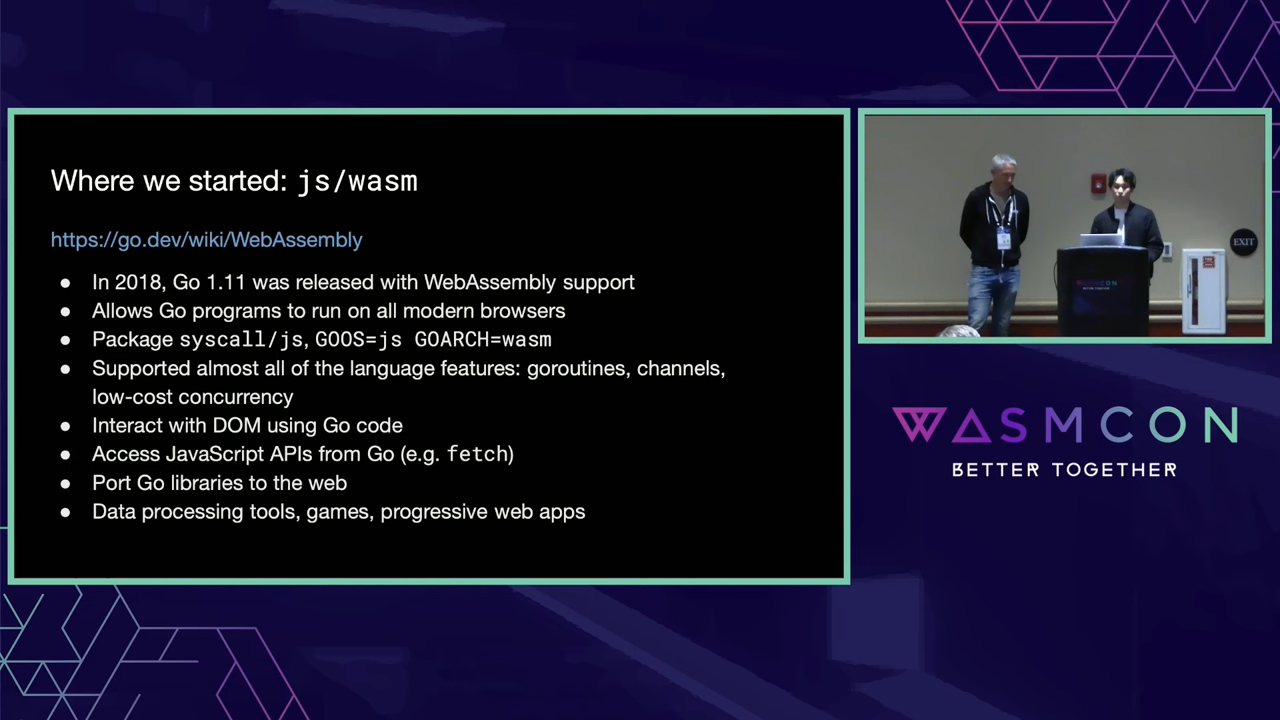 Where we started: js/wasm
https://go.dev/wiki/WebAssembly
● In 2018, Go 1.11 was released with WebAssembly support
● Allows Go programs to run on all modern browsers
● Package syscall/js, GOOS=js GOARCH=wasm
● Supported almost all of the language features: goroutines, channels,
low-cost concurrency
● Interact with DOM using Go code
● Access JavaScript APIs from Go (e.g. fetch)
● Port Go libraries to the web
● Data processing tools, games, progressive web apps
EXIT
WASMCON
WASMCON
BETTER TOGETHER